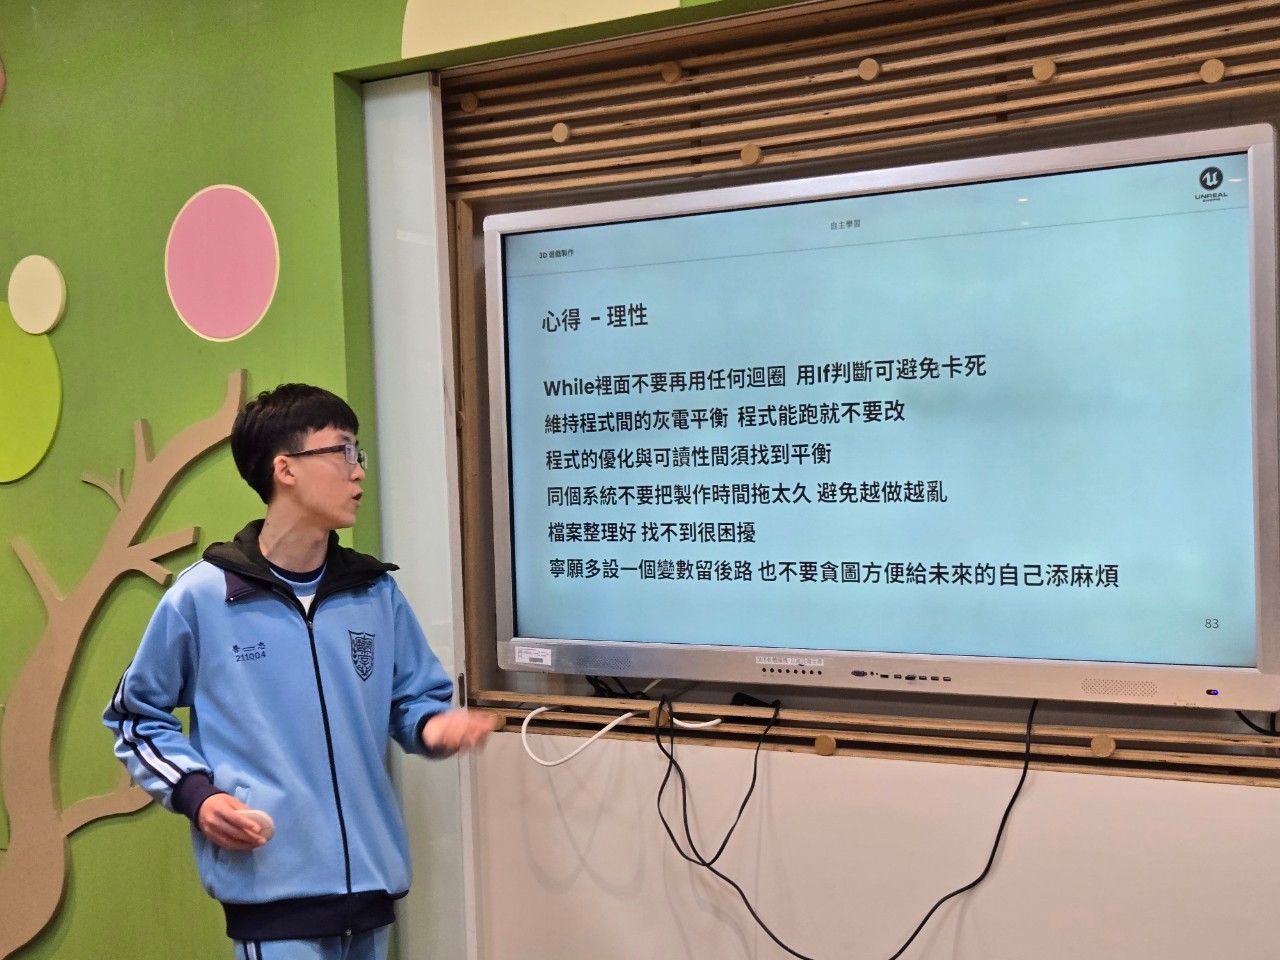 3D 遊戲製作
自主學習
UNREAL
心得 – 理性
While裡面不要再用任何迴圈 用If判斷可避免卡死
維持程式間的灰電平衡 程式能跑就不要改
程式的優化與可讀性間須找到平衡
同個系統不要把製作時間拖太久 避免越做越亂
檔案整理好 找不到很困擾
寧願多設一個變數留後路 也不要貪圖方便給未來的自己添麻煩
83
211004